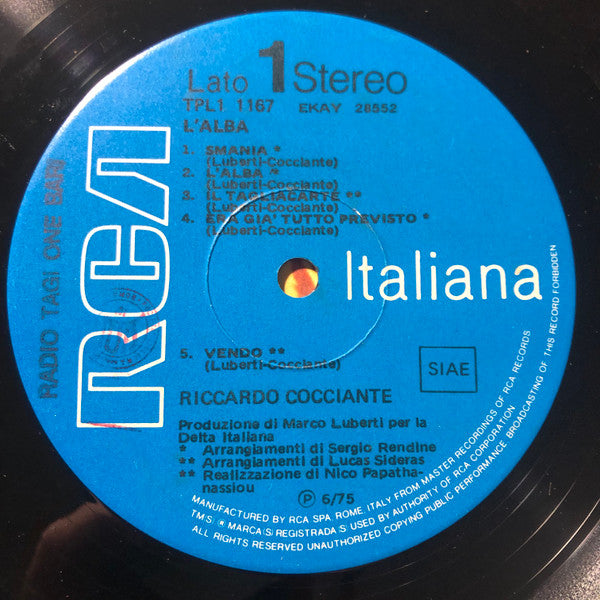 Lato 1 Stereo
TPL1 1167 EKAY 28552
L'ALBA
1. SMANIA *
(Luberti-Cocciante)
2. L'ALBA *
(Luberti-Cocciante)
3. IL TAGLIACARTE **
(Luberti-Cocciante)
4. ERA GIA' TUTTO PREVISTO *
(Luberti-Cocciante)
RCA
Italiana
RADIO TAGI ONE BARI
5. VENDO **
(Luberti-Cocciante)
SIAE
RICCARDO COCCIANTE
Produzione di Marco Luberti per la
Delta Italiana
* Arrangiamenti di Sergio Rendine
** Arrangiamenti di Lucas Sideras
** Realizzazione di Nico Papatha-
nassiou
Ⓟ 6/75
MANUFACTURED BY RCA SPA, ROME, ITALY FROM MASTER RECORDINGS OF RCA RECORDS
TM(S) ® MARCA(S) REGISTRADA(S) USED BY AUTHORITY OF RCA CORPORATION
ALL RIGHTS RESERVED UNAUTHORIZED COPYING PUBLIC PERFORMANCE BROADCASTING OF THIS RECORD FORBIDDEN